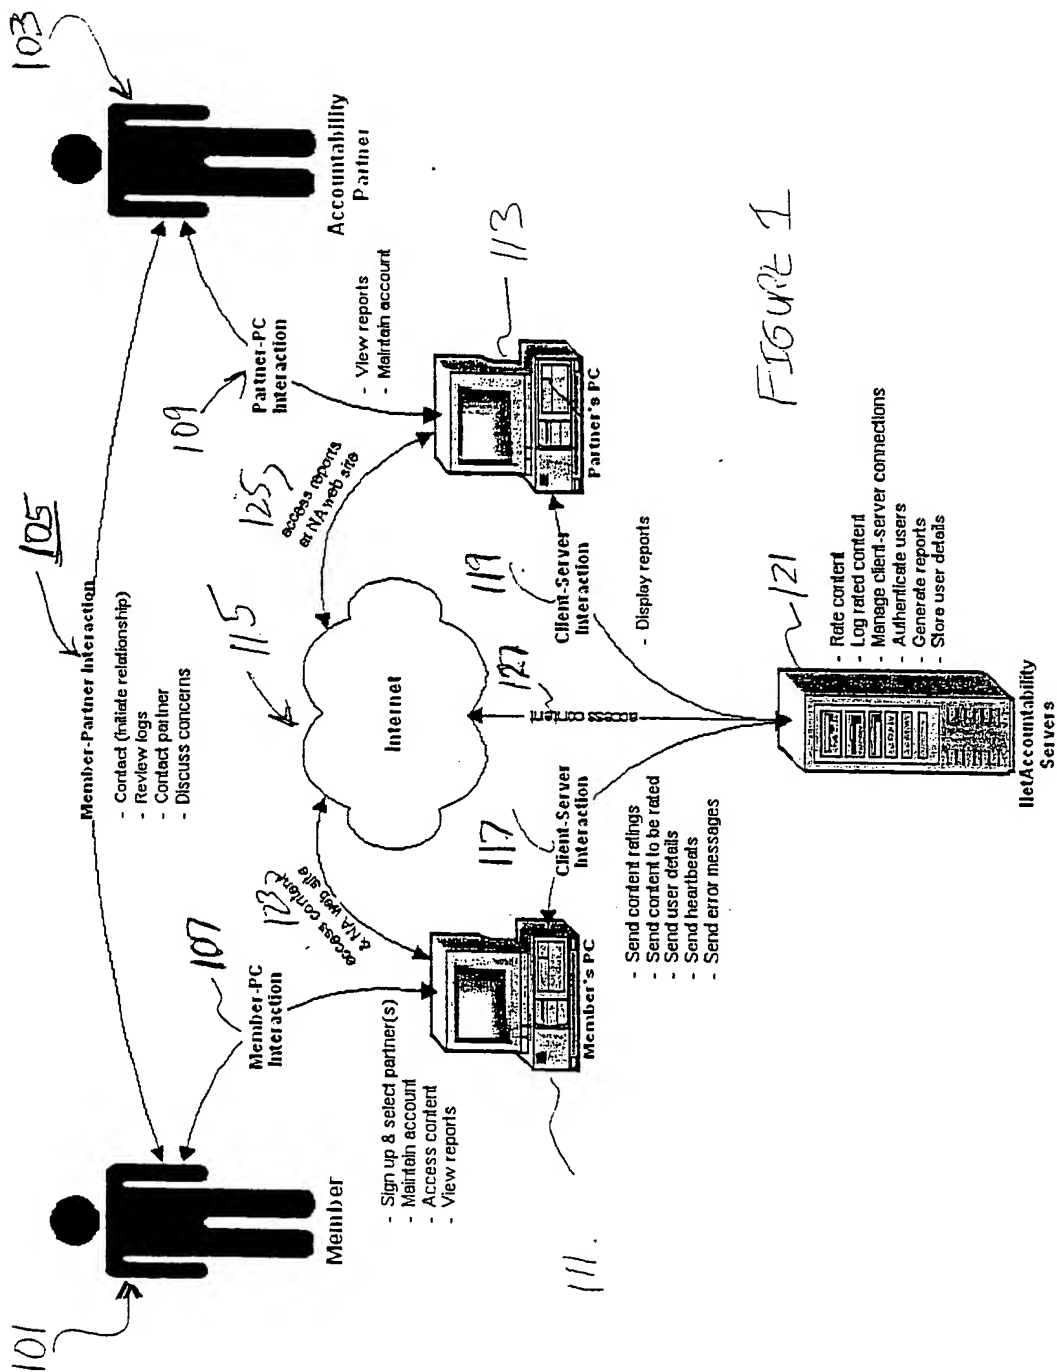 101
103
105
Member-Partner Interaction
- Contact (initiate relationship)
- Review logs
- Contact partner
- Discuss concerns
Member
Accountability
Partner
107
Member-PC
Interaction
109
Partner-PC
Interaction
- Sign up & select partner(s)
- Maintain account
- Access content
- View reports
- View reports
- Maintain account
123
access content
& NA web site
115
Internet
125
access reports
at NA web site
111.
Member's PC
113
Partner's PC
117
Client-Server
Interaction
127
access content
119
Client-Server
Interaction
- Send content ratings
- Send content to be rated
- Send user details
- Send heartbeats
- Send error messages
- Display reports
121
NetAccountability
Servers
- Rate content
- Log rated content
- Manage client-server connections
- Authenticate users
- Generate reports
- Store user details
FIGURE 1